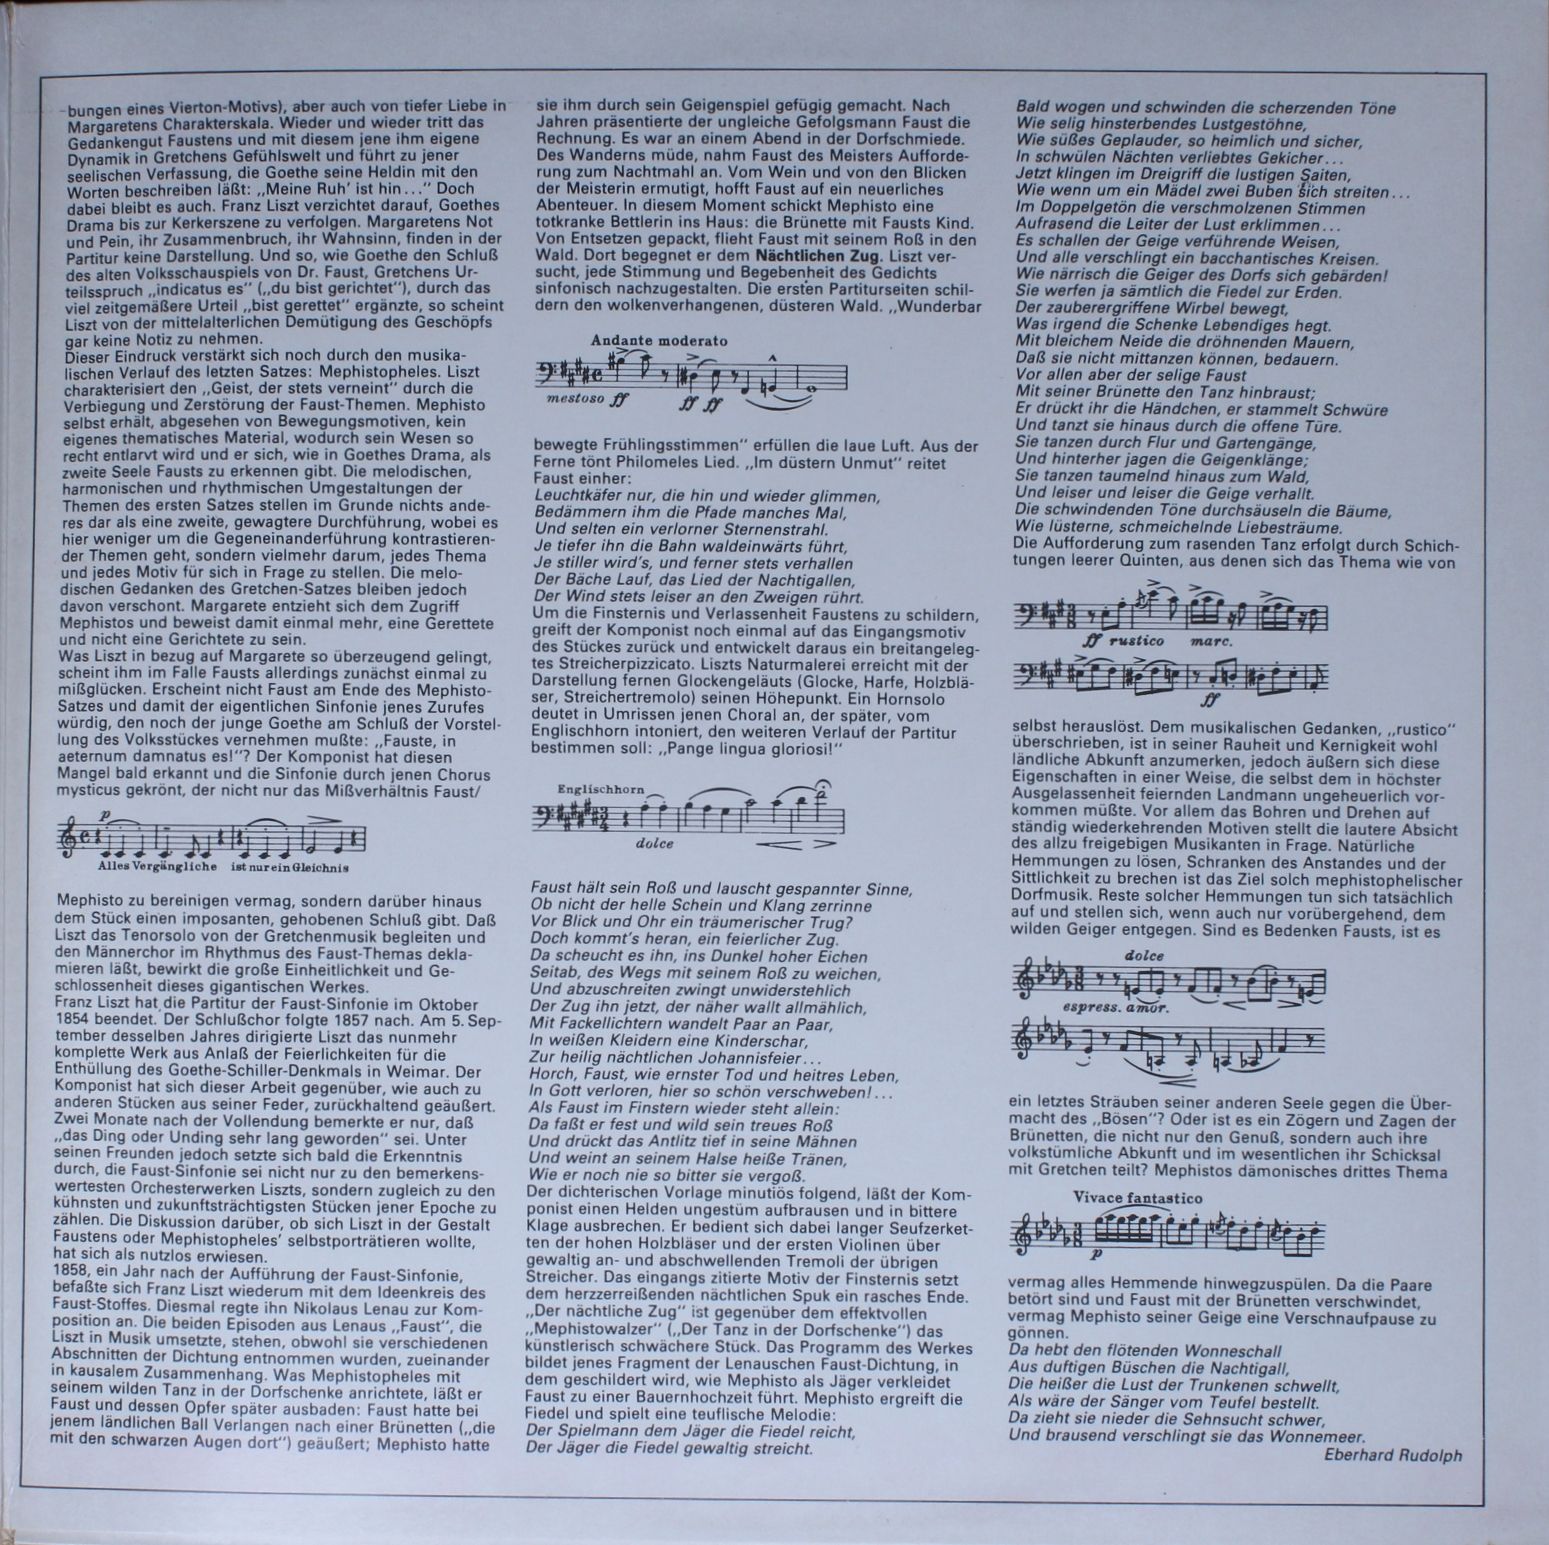 bungen eines Vierton-Motivs), aber auch von tiefer Liebe in
Margaretens Charakterskala. Wieder und wieder tritt das
Gedankengut Faustens und mit diesem jene ihm eigene
Dynamik in Gretchens Gefühlswelt und führt zu jener
seelischen Verfassung, die Goethe seine Heldin mit den
Worten beschreiben läßt: „Meine Ruh’ ist hin...“ Doch
dabei bleibt es auch. Franz Liszt verzichtet darauf, Goethes
Drama bis zur Kerkerszene zu verfolgen. Margaretens Not
und Pein, ihr Zusammenbruch, ihr Wahnsinn, finden in der
Partitur keine Darstellung. Und so, wie Goethe den Schluß
des alten Volksschauspiels von Dr. Faust, Gretchens Ur-
teilsspruch „indicatus es“ („du bist gerichtet“), durch das
viel zeitgemäßere Urteil „bist gerettet“ ergänzte, so scheint
Liszt von der mittelalterlichen Demütigung des Geschöpfs
gar keine Notiz zu nehmen.
Dieser Eindruck verstärkt sich noch durch den musika-
lischen Verlauf des letzten Satzes: Mephistopheles. Liszt
charakterisiert den „Geist, der stets verneint“ durch die
Verbiegung und Zerstörung der Faust-Themen. Mephisto
selbst erhält, abgesehen von Bewegungsmotiven, kein
eigenes thematisches Material, wodurch sein Wesen so
recht entlarvt wird und er sich, wie in Goethes Drama, als
zweite Seele Fausts zu erkennen gibt. Die melodischen,
harmonischen und rhythmischen Umgestaltungen der
Themen des ersten Satzes stellen im Grunde nichts ande-
res dar als eine zweite, gewagtere Durchführung, wobei es
hier weniger um die Gegeneinanderführung kontrastieren-
der Themen geht, sondern vielmehr darum, jedes Thema
und jedes Motiv für sich in Frage zu stellen. Die melo-
dischen Gedanken des Gretchen-Satzes bleiben jedoch
davon verschont. Margarete entzieht sich dem Zugriff
Mephistos und beweist damit einmal mehr, eine Gerettete
und nicht eine Gerichtete zu sein.
Was Liszt in bezug auf Margarete so überzeugend gelingt,
scheint ihm im Falle Fausts allerdings zunächst einmal zu
mißglücken. Erscheint nicht Faust am Ende des Mephisto-
Satzes und damit der eigentlichen Sinfonie jenes Zurufes
würdig, den noch der junge Goethe am Schluß der Vorstel-
lung des Volksstückes vernehmen mußte: „Fauste, in
aeternum damnatus es!“? Der Komponist hat diesen
Mangel bald erkannt und die Sinfonie durch jenen Chorus
mysticus gekrönt, der nicht nur das Mißverhältnis Faust/
p
Alles Vergängliche ist nur ein Gleichnis
Mephisto zu bereinigen vermag, sondern darüber hinaus
dem Stück einen imposanten, gehobenen Schluß gibt. Daß
Liszt das Tenorsolo von der Gretchenmusik begleiten und
den Männerchor im Rhythmus des Faust-Themas dekla-
mieren läßt, bewirkt die große Einheitlichkeit und Ge-
schlossenheit dieses gigantischen Werkes.
Franz Liszt hat die Partitur der Faust-Sinfonie im Oktober
1854 beendet. Der Schlußchor folgte 1857 nach. Am 5. Sep-
tember desselben Jahres dirigierte Liszt das nunmehr
komplette Werk aus Anlaß der Feierlichkeiten für die
Enthüllung des Goethe-Schiller-Denkmals in Weimar. Der
Komponist hat sich dieser Arbeit gegenüber, wie auch zu
anderen Stücken aus seiner Feder, zurückhaltend geäußert.
Zwei Monate nach der Vollendung bemerkte er nur, daß
„das Ding oder Unding sehr lang geworden“ sei. Unter
seinen Freunden jedoch setzte sich bald die Erkenntnis
durch, die Faust-Sinfonie sei nicht nur zu den bemerkens-
wertesten Orchesterwerken Liszts, sondern zugleich zu den
kühnsten und zukunftsträchtigsten Stücken jener Epoche zu
zählen. Die Diskussion darüber, ob sich Liszt in der Gestalt
Faustens oder Mephistopheles’ selbstporträtieren wollte,
hat sich als nutzlos erwiesen.
1858, ein Jahr nach der Aufführung der Faust-Sinfonie,
befaßte sich Franz Liszt wiederum mit dem Ideenkreis des
Faust-Stoffes. Diesmal regte ihn Nikolaus Lenau zur Kom-
position an. Die beiden Episoden aus Lenaus „Faust“, die
Liszt in Musik umsetzte, stehen, obwohl sie verschiedenen
Abschnitten der Dichtung entnommen wurden, zueinander
in kausalem Zusammenhang. Was Mephistopheles mit
seinem wilden Tanz in der Dorfschenke anrichtete, läßt er
Faust und dessen Opfer später ausbaden: Faust hatte bei
jenem ländlichen Ball Verlangen nach einer Brünetten („die
mit den schwarzen Augen dort“) geäußert; Mephisto hatte
sie ihm durch sein Geigenspiel gefügig gemacht. Nach
Jahren präsentierte der ungleiche Gefolgsmann Faust die
Rechnung. Es war an einem Abend in der Dorfschmiede.
Des Wanderns müde, nahm Faust des Meisters Aufforde-
rung zum Nachtmahl an. Vom Wein und von den Blicken
der Meisterin ermutigt, hofft Faust auf ein neuerliches
Abenteuer. In diesem Moment schickt Mephisto eine
totkranke Bettlerin ins Haus: die Brünette mit Fausts Kind.
Von Entsetzen gepackt, flieht Faust mit seinem Roß in den
Wald. Dort begegnet er dem Nächtlichen Zug. Liszt ver-
sucht, jede Stimmung und Begebenheit des Gedichts
sinfonisch nachzugestalten. Die ersten Partiturseiten schil-
dern den wolkenverhangenen, düsteren Wald. „Wunderbar
Andante moderato
mestoso ff ff ff
bewegte Frühlingsstimmen“ erfüllen die laue Luft. Aus der
Ferne tönt Philomeles Lied. „Im düstern Unmut“ reitet
Faust einher:
Leuchtkäfer nur, die hin und wieder glimmen,
Bedämmern ihm die Pfade manches Mal,
Und selten ein verlorner Sternenstrahl.
Je tiefer ihn die Bahn waldeinwärts führt,
Je stiller wird’s, und ferner stets verhallen
Der Bäche Lauf, das Lied der Nachtigallen,
Der Wind stets leiser an den Zweigen rührt.
Um die Finsternis und Verlassenheit Faustens zu schildern,
greift der Komponist noch einmal auf das Eingangsmotiv
des Stückes zurück und entwickelt daraus ein breitangeleg-
tes Streicherpizzicato. Liszts Naturmalerei erreicht mit der
Darstellung fernen Glockengeläuts (Glocke, Harfe, Holzblä-
ser, Streichertremolo) seinen Höhepunkt. Ein Hornsolo
deutet in Umrissen jenen Choral an, der später, vom
Englischhorn intoniert, den weiteren Verlauf der Partitur
bestimmen soll: „Pange lingua gloriosi!“
Englischhorn
dolce
Faust hält sein Roß und lauscht gespannter Sinne,
Ob nicht der helle Schein und Klang zerrinne
Vor Blick und Ohr ein träumerischer Trug?
Doch kommt’s heran, ein feierlicher Zug.
Da scheucht es ihn, ins Dunkel hoher Eichen
Seitab, des Wegs mit seinem Roß zu weichen,
Und abzuschreiten zwingt unwiderstehlich
Der Zug ihn jetzt, der näher wallt allmählich,
Mit Fackellichtern wandelt Paar an Paar,
In weißen Kleidern eine Kinderschar,
Zur heilig nächtlichen Johannisfeier...
Horch, Faust, wie ernster Tod und heitres Leben,
In Gott verloren, hier so schön verschweben!...
Als Faust im Finstern wieder steht allein:
Da faßt er fest und wild sein treues Roß
Und drückt das Antlitz tief in seine Mähnen
Und weint an seinem Halse heiße Tränen,
Wie er noch nie so bitter sie vergoß.
Der dichterischen Vorlage minutiös folgend, läßt der Kom-
ponist einen Helden ungestüm aufbrausen und in bittere
Klage ausbrechen. Er bedient sich dabei langer Seufzerket-
ten der hohen Holzbläser und der ersten Violinen über
gewaltig an- und abschwellenden Tremoli der übrigen
Streicher. Das eingangs zitierte Motiv der Finsternis setzt
dem herzzerreißenden nächtlichen Spuk ein rasches Ende.
„Der nächtliche Zug“ ist gegenüber dem effektvollen
„Mephistowalzer“ („Der Tanz in der Dorfschenke“) das
künstlerisch schwächere Stück. Das Programm des Werkes
bildet jenes Fragment der Lenauschen Faust-Dichtung, in
dem geschildert wird, wie Mephisto als Jäger verkleidet
Faust zu einer Bauernhochzeit führt. Mephisto ergreift die
Fiedel und spielt eine teuflische Melodie:
Der Spielmann dem Jäger die Fiedel reicht,
Der Jäger die Fiedel gewaltig streicht.
Bald wogen und schwinden die scherzenden Töne
Wie selig hinsterbendes Lustgestöhne,
Wie süßes Geplauder, so heimlich und sicher,
In schwülen Nächten verliebtes Gekicher...
Jetzt klingen im Dreigriff die lustigen Saiten,
Wie wenn um ein Mädel zwei Buben sich streiten...
Im Doppelgetön die verschmolzenen Stimmen
Aufrasend die Leiter der Lust erklimmen...
Es schallen der Geige verführende Weisen,
Und alle verschlingt ein bacchantisches Kreisen.
Wie närrisch die Geiger des Dorfs sich gebärden!
Sie werfen ja sämtlich die Fiedel zur Erden.
Der zauberergriffene Wirbel bewegt,
Was irgend die Schenke Lebendiges hegt.
Mit bleichem Neide die dröhnenden Mauern,
Daß sie nicht mittanzen können, bedauern.
Vor allen aber der selige Faust
Mit seiner Brünette den Tanz hinbraust;
Er drückt ihr die Händchen, er stammelt Schwüre
Und tanzt sie hinaus durch die offene Türe.
Sie tanzen durch Flur und Gartengänge,
Und hinterher jagen die Geigenklänge;
Sie tanzen taumelnd hinaus zum Wald,
Und leiser und leiser die Geige verhallt.
Die schwindenden Töne durchsäuseln die Bäume,
Wie lüsterne, schmeichelnde Liebesträume.
Die Aufforderung zum rasenden Tanz erfolgt durch Schich-
tungen leerer Quinten, aus denen sich das Thema wie von
ff rustico marc.
ff
selbst herauslöst. Dem musikalischen Gedanken, „rustico“
überschrieben, ist in seiner Rauheit und Kernigkeit wohl
ländliche Abkunft anzumerken, jedoch äußern sich diese
Eigenschaften in einer Weise, die selbst dem in höchster
Ausgelassenheit feiernden Landmann ungeheuerlich vor-
kommen müßte. Vor allem das Bohren und Drehen auf
ständig wiederkehrenden Motiven stellt die lautere Absicht
des allzu freigebigen Musikanten in Frage. Natürliche
Hemmungen zu lösen, Schranken des Anstandes und der
Sittlichkeit zu brechen ist das Ziel solch mephistophelischer
Dorfmusik. Reste solcher Hemmungen tun sich tatsächlich
auf und stellen sich, wenn auch nur vorübergehend, dem
wilden Geiger entgegen. Sind es Bedenken Fausts, ist es
dolce
espress. amor.
ein letztes Sträuben seiner anderen Seele gegen die Über-
macht des „Bösen“? Oder ist es ein Zögern und Zagen der
Brünetten, die nicht nur den Genuß, sondern auch ihre
volkstümliche Abkunft und im wesentlichen ihr Schicksal
mit Gretchen teilt? Mephistos dämonisches drittes Thema
Vivace fantastico
p
vermag alles Hemmende hinwegzuspülen. Da die Paare
betört sind und Faust mit der Brünetten verschwindet,
vermag Mephisto seiner Geige eine Verschnaufpause zu
gönnen.
Da hebt den flötenden Wonneschall
Aus duftigen Büschen die Nachtigall,
Die heißer die Lust der Trunkenen schwellt,
Als wäre der Sänger vom Teufel bestellt.
Da zieht sie nieder die Sehnsucht schwer,
Und brausend verschlingt sie das Wonnemeer.
Eberhard Rudolph